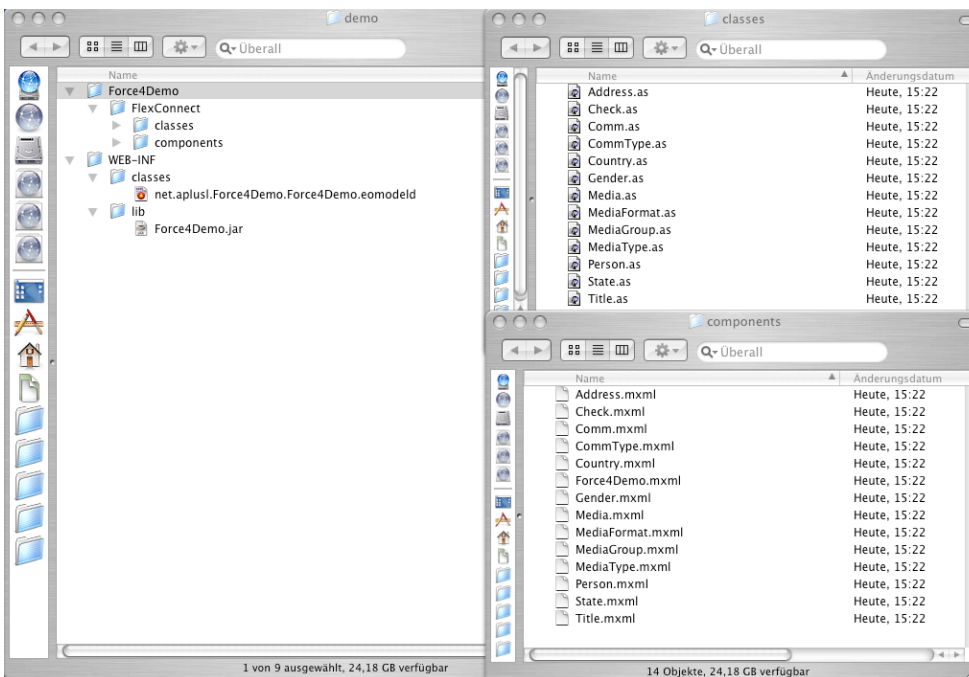 demo
Überall
Name
Force4Demo
FlexConnect
classes
components
WEB-INF
classes
net.aplusl.Force4Demo.Force4Demo.eomodeld
lib
Force4Demo.jar
1 von 9 ausgewählt, 24,18 GB verfügbar
classes
Überall
Name Änderungsdatum
Address.as Heute, 15:22
Check.as Heute, 15:22
Comm.as Heute, 15:22
CommType.as Heute, 15:22
Country.as Heute, 15:22
Gender.as Heute, 15:22
Media.as Heute, 15:22
MediaFormat.as Heute, 15:22
MediaGroup.as Heute, 15:22
MediaType.as Heute, 15:22
Person.as Heute, 15:22
State.as Heute, 15:22
Title.as Heute, 15:22
components
Überall
Name Änderungsdatum
Address.mxml Heute, 15:22
Check.mxml Heute, 15:22
Comm.mxml Heute, 15:22
CommType.mxml Heute, 15:22
Country.mxml Heute, 15:22
Force4Demo.mxml Heute, 15:22
Gender.mxml Heute, 15:22
Media.mxml Heute, 15:22
MediaFormat.mxml Heute, 15:22
MediaGroup.mxml Heute, 15:22
MediaType.mxml Heute, 15:22
Person.mxml Heute, 15:22
State.mxml Heute, 15:22
Title.mxml Heute, 15:22
14 Objekte, 24,18 GB verfügbar